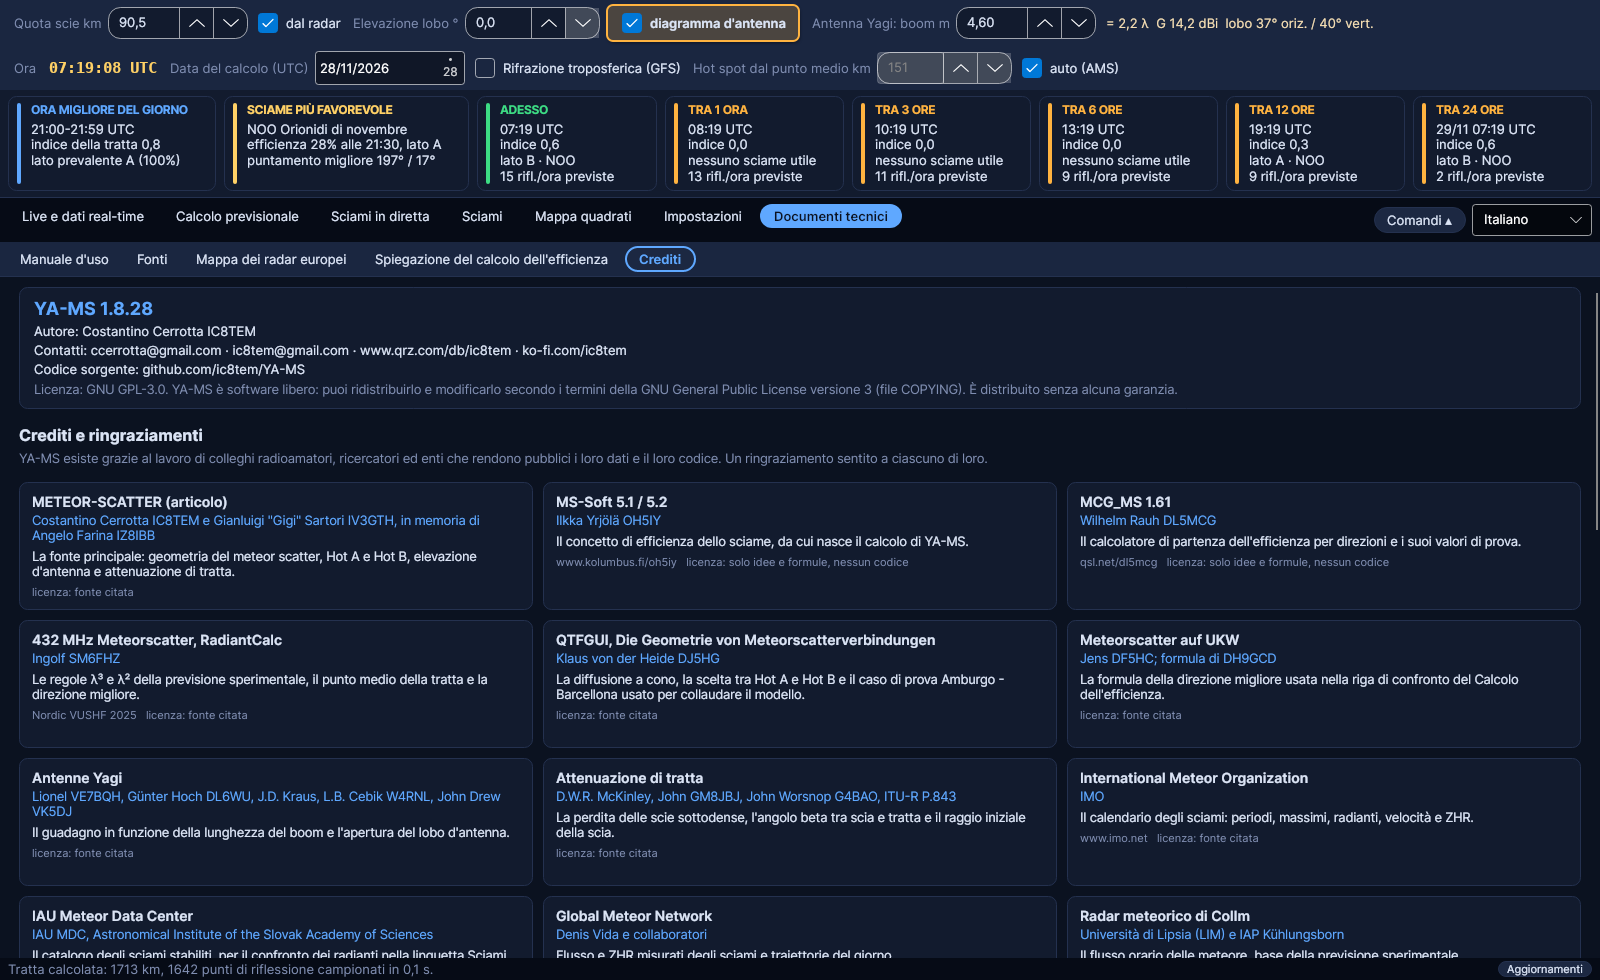 Quota scie km 90,5 dal radar Elevazione lobo ° 0,0 diagramma d'antenna Antenna Yagi: boom m 4,60 = 2,2 λ G 14,2 dBi lobo 37° oriz. / 40° vert.
Ora 07:19:08 UTC Data del calcolo (UTC) 28/11/2026 28 Rifrazione troposferica (GFS) Hot spot dal punto medio km 151 auto (AMS)
ORA MIGLIORE DEL GIORNO
21:00-21:59 UTC
indice della tratta 0,8
lato prevalente A (100%)
SCIAME PIÙ FAVOREVOLE
NOO Orionidi di novembre
efficienza 28% alle 21:30, lato A
puntamento migliore 197° / 17°
ADESSO
07:19 UTC
indice 0,6
lato B · NOO
15 rifl./ora previste
TRA 1 ORA
08:19 UTC
indice 0,0
nessuno sciame utile
13 rifl./ora previste
TRA 3 ORE
10:19 UTC
indice 0,0
nessuno sciame utile
11 rifl./ora previste
TRA 6 ORE
13:19 UTC
indice 0,0
nessuno sciame utile
9 rifl./ora previste
TRA 12 ORE
19:19 UTC
indice 0,3
lato A · NOO
9 rifl./ora previste
TRA 24 ORE
29/11 07:19 UTC
indice 0,6
lato B · NOO
2 rifl./ora previste
Live e dati real-time Calcolo previsionale Sciami in diretta Sciami Mappa quadrati Impostazioni Documenti tecnici Comandi ▴ Italiano
Manuale d'uso Fonti Mappa dei radar europei Spiegazione del calcolo dell'efficienza Crediti
YA-MS 1.8.28
Autore: Costantino Cerrotta IC8TEM
Contatti: ccerrotta@gmail.com · ic8tem@gmail.com · www.qrz.com/db/ic8tem · ko-fi.com/ic8tem
Codice sorgente: github.com/ic8tem/YA-MS
Licenza: GNU GPL-3.0. YA-MS è software libero: puoi ridistribuirlo e modificarlo secondo i termini della GNU General Public License versione 3 (file COPYING). È distribuito senza alcuna garanzia.
Crediti e ringraziamenti
YA-MS esiste grazie al lavoro di colleghi radioamatori, ricercatori ed enti che rendono pubblici i loro dati e il loro codice. Un ringraziamento sentito a ciascuno di loro.
METEOR-SCATTER (articolo)
Costantino Cerrotta IC8TEM e Gianluigi "Gigi" Sartori IV3GTH, in memoria di
Angelo Farina IZ8IBB
La fonte principale: geometria del meteor scatter, Hot A e Hot B, elevazione
d'antenna e attenuazione di tratta.
licenza: fonte citata
MS-Soft 5.1 / 5.2
Ilkka Yrjölä OH5IY
Il concetto di efficienza dello sciame, da cui nasce il calcolo di YA-MS.
www.kolumbus.fi/oh5iy licenza: solo idee e formule, nessun codice
MCG_MS 1.61
Wilhelm Rauh DL5MCG
Il calcolatore di partenza dell'efficienza per direzioni e i suoi valori di prova.
qsl.net/dl5mcg licenza: solo idee e formule, nessun codice
432 MHz Meteorscatter, RadiantCalc
Ingolf SM6FHZ
Le regole λ³ e λ² della previsione sperimentale, il punto medio della tratta e la
direzione migliore.
Nordic VUSHF 2025 licenza: fonte citata
QTFGUI, Die Geometrie von Meteorscatterverbindungen
Klaus von der Heide DJ5HG
La diffusione a cono, la scelta tra Hot A e Hot B e il caso di prova Amburgo -
Barcellona usato per collaudare il modello.
licenza: fonte citata
Meteorscatter auf UKW
Jens DF5HC; formula di DH9GCD
La formula della direzione migliore usata nella riga di confronto del Calcolo
dell'efficienza.
licenza: fonte citata
Antenne Yagi
Lionel VE7BQH, Günter Hoch DL6WU, J.D. Kraus, L.B. Cebik W4RNL, John Drew
VK5DJ
Il guadagno in funzione della lunghezza del boom e l'apertura del lobo d'antenna.
licenza: fonte citata
Attenuazione di tratta
D.W.R. McKinley, John GM8JBJ, John Worsnop G4BAO, ITU-R P.843
La perdita delle scie sottodense, l'angolo beta tra scia e tratta e il raggio iniziale
della scia.
licenza: fonte citata
International Meteor Organization
IMO
Il calendario degli sciami: periodi, massimi, radianti, velocità e ZHR.
www.imo.net licenza: fonte citata
IAU Meteor Data Center
IAU MDC, Astronomical Institute of the Slovak Academy of Sciences
Il catalogo degli sciami stabiliti, per il confronto dei radianti nella linguetta Sciami.
Global Meteor Network
Denis Vida e collaboratori
Flusso e ZHR misurati degli sciami e traiettorie del giorno.
Radar meteorico di Collm
Università di Lipsia (LIM) e IAP Kühlungsborn
Il flusso orario delle meteore, base della previsione sperimentale.
Tratta calcolata: 1713 km, 1642 punti di riflessione campionati in 0,1 s.
Aggiornamenti